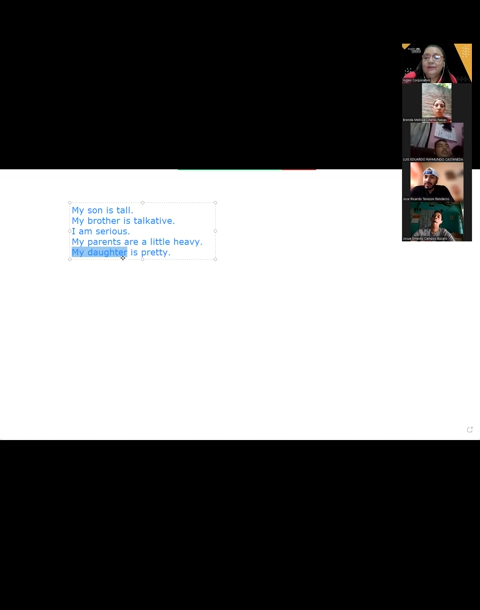 My son is tall.
My brother is talkative.
I am serious.
My parents are a little heavy.
My daughter is pretty.